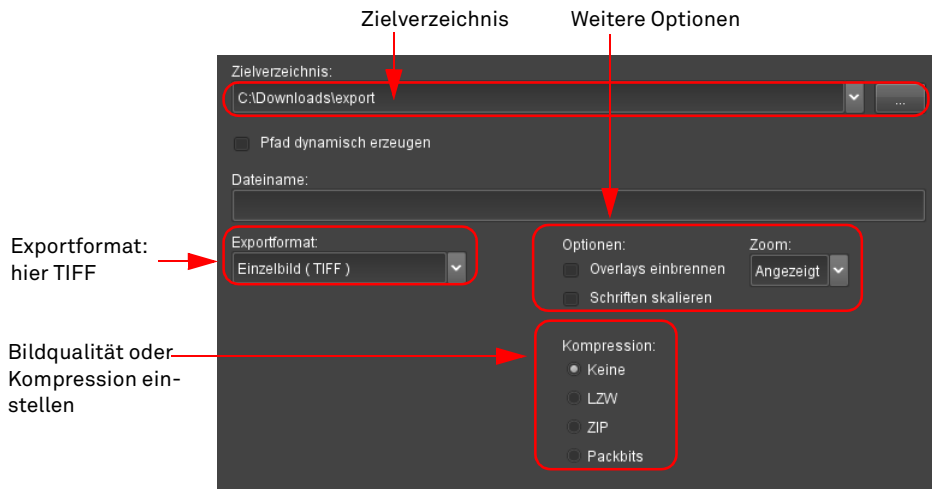 Zielverzeichnis
Weitere Optionen
Zielverzeichnis:
C:\Downloads\export
...
Pfad dynamisch erzeugen
Dateiname:
Exportformat:
hier TIFF
Exportformat:
Einzelbild ( TIFF )
Optionen:
Overlays einbrennen
Schriften skalieren
Zoom:
Angezeigt
Bildqualität oder
Kompression ein-
stellen
Kompression:
Keine
LZW
ZIP
Packbits